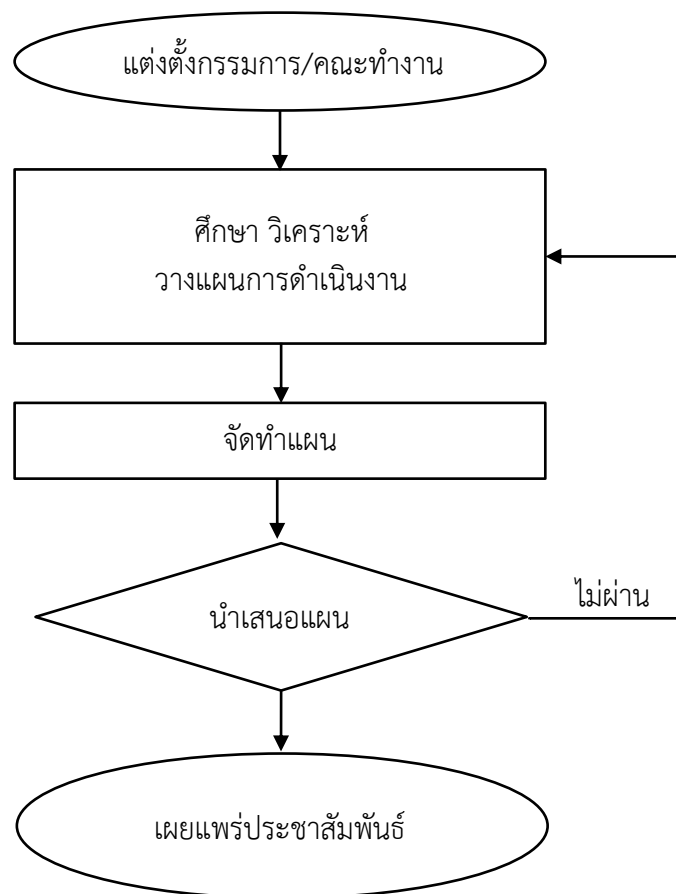 แต่งตั้งกรรมการ/คณะทำงาน
ศึกษา วิเคราะห์
วางแผนการดำเนินงาน
จัดทำแผน
นำเสนอแผน
ไม่ผ่าน
เผยแพร่ประชาสัมพันธ์